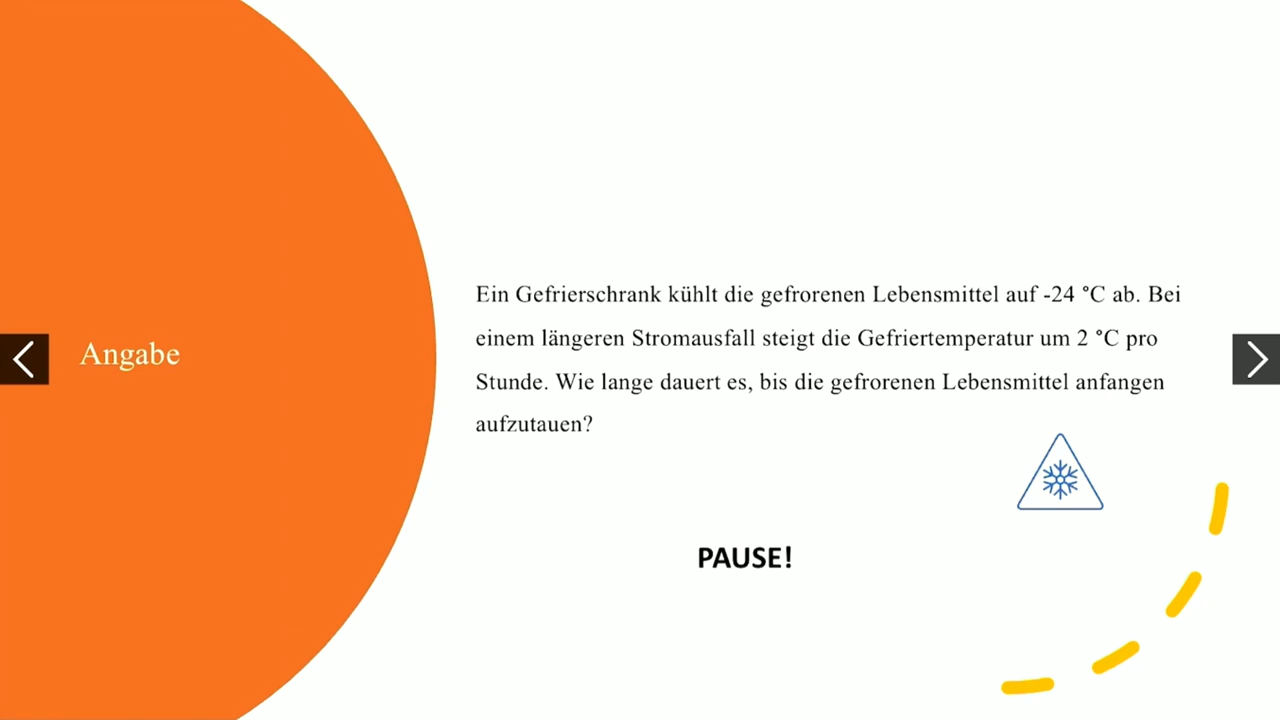 Angabe
Ein Gefrierschrank kühlt die gefrorenen Lebensmittel auf -24 °C ab. Bei
einem längeren Stromausfall steigt die Gefriertemperatur um 2 °C pro
Stunde. Wie lange dauert es, bis die gefrorenen Lebensmittel anfangen
aufzutauen?
PAUSE!